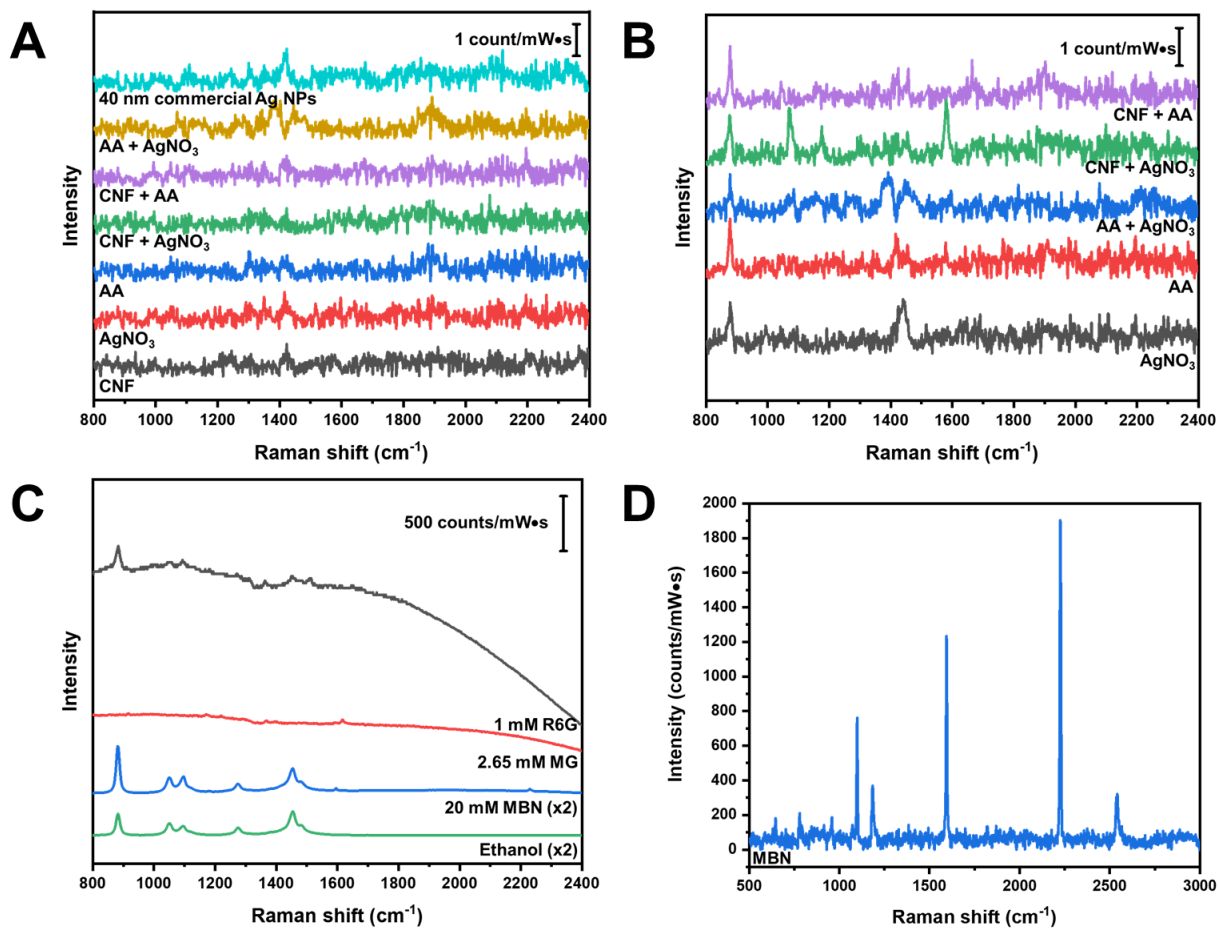 A
1 count/mW•s
40 nm commercial Ag NPs
AA + AgNO₃
CNF + AA
CNF + AgNO₃
AA
AgNO₃
CNF
Intensity
800 1000 1200 1400 1600 1800 2000 2200 2400
Raman shift (cm⁻¹)
B
1 count/mW•s
CNF + AA
CNF + AgNO₃
AA + AgNO₃
AA
AgNO₃
Intensity
800 1000 1200 1400 1600 1800 2000 2200 2400
Raman shift (cm⁻¹)
C
500 counts/mW•s
1 mM R6G
2.65 mM MG
20 mM MBN (x2)
Ethanol (x2)
Intensity
800 1000 1200 1400 1600 1800 2000 2200 2400
Raman shift (cm⁻¹)
D
2000
1800
1600
1400
1200
1000
800
600
400
200
0
Intensity (counts/mW•s)
MBN
500 1000 1500 2000 2500 3000
Raman shift (cm⁻¹)